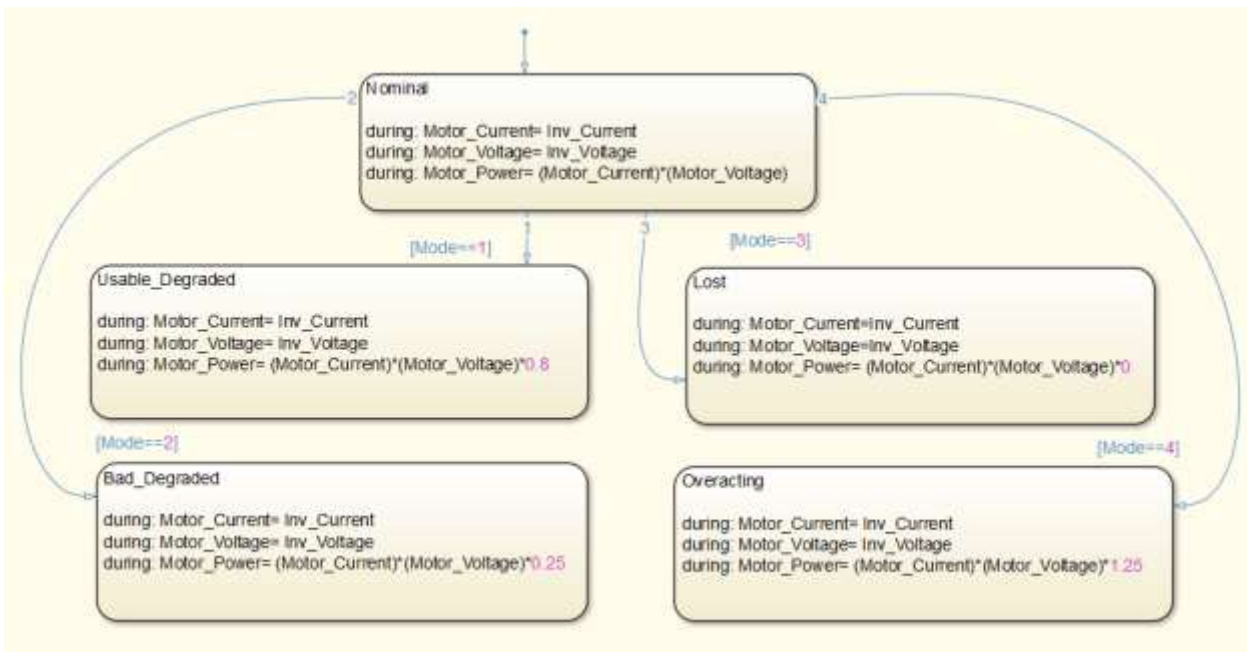 Nominal
during: Motor_Current= Inv_Current
during: Motor_Voltage= Inv_Voltage
during: Motor_Power= (Motor_Current)*(Motor_Voltage)
2
4
1
3
[Mode==1]
[Mode==3]
Usable_Degraded
during: Motor_Current= Inv_Current
during: Motor_Voltage= Inv_Voltage
during: Motor_Power= (Motor_Current)*(Motor_Voltage)*0.8
Lost
during: Motor_Current=Inv_Current
during: Motor_Voltage=Inv_Voltage
during: Motor_Power= (Motor_Current)*(Motor_Voltage)*0
[Mode==2]
[Mode==4]
Bad_Degraded
during: Motor_Current= Inv_Current
during: Motor_Voltage= Inv_Voltage
during: Motor_Power= (Motor_Current)*(Motor_Voltage)*0.25
Overacting
during: Motor_Current= Inv_Current
during: Motor_Voltage= Inv_Voltage
during: Motor_Power= (Motor_Current)*(Motor_Voltage)*1.25